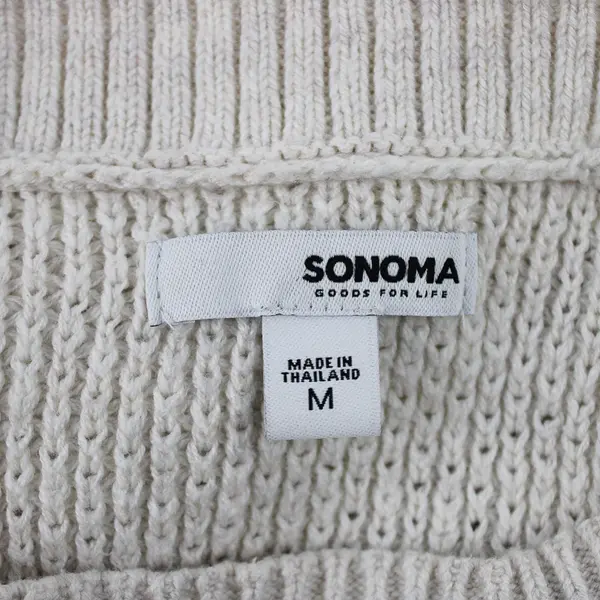 SONOMA
GOODS FOR LIFE
MADE IN
THAILAND
M